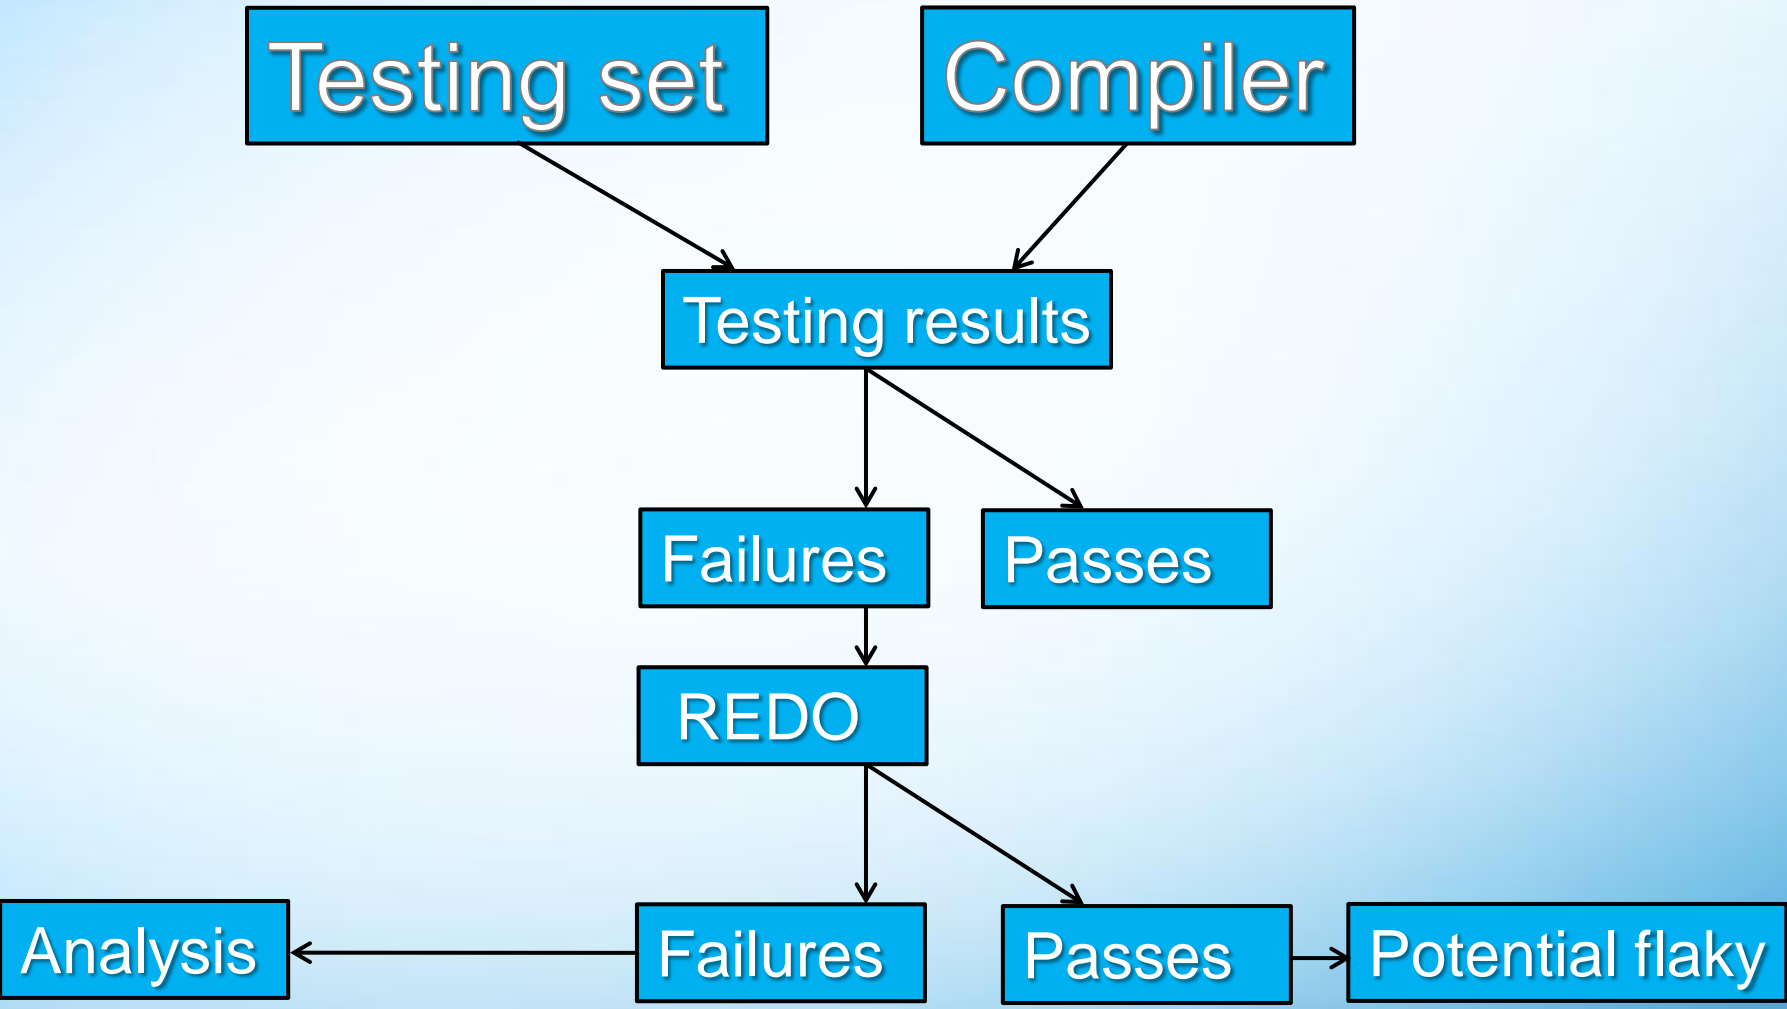 Testing set
Compiler
Testing results
Failures
Passes
REDO
Analysis
Failures
Passes
Potential flaky